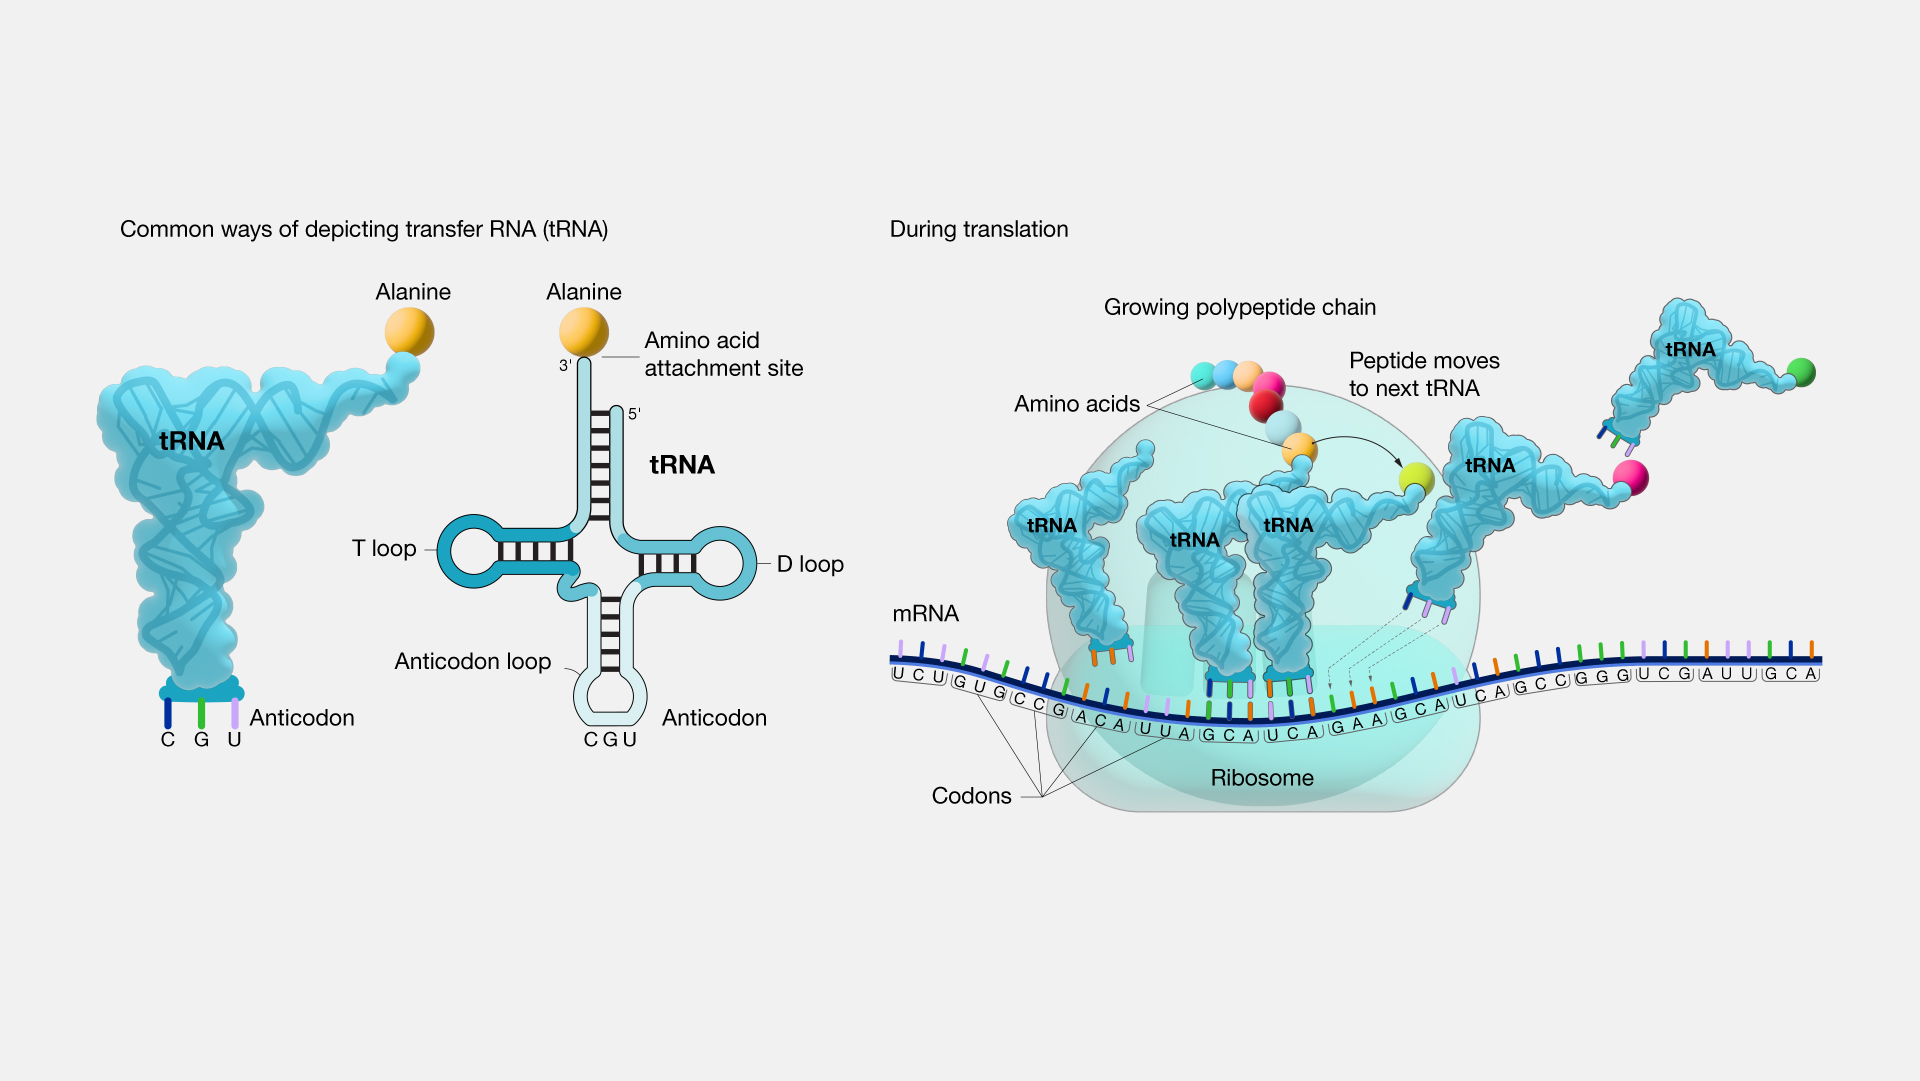 Common ways of depicting transfer RNA (tRNA)
Alanine
tRNA
C G U
Anticodon
Alanine
3'
Amino acid
attachment site
5'
tRNA
T loop
D loop
Anticodon loop
Anticodon
C G U
During translation
Growing polypeptide chain
Peptide moves
to next tRNA
Amino acids
tRNA
tRNA
tRNA
tRNA
tRNA
mRNA
U C U G U G C C G A C A U U A G C A U C A G A A G C A U C A G C C G G G U C G A U U G C A
Ribosome
Codons